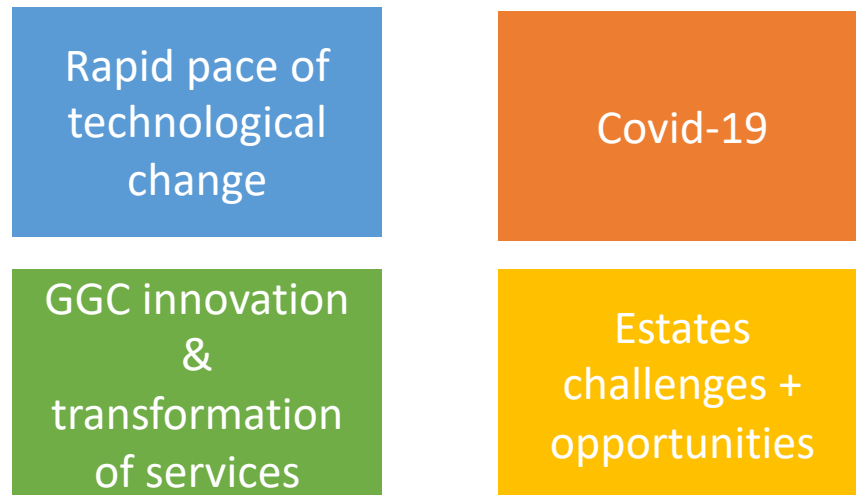 Rapid pace of
technological
change
Covid-19
GGC innovation
&
transformation
of services
Estates
challenges +
opportunities